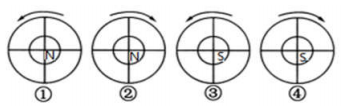 N N S S
① ② ③ ④